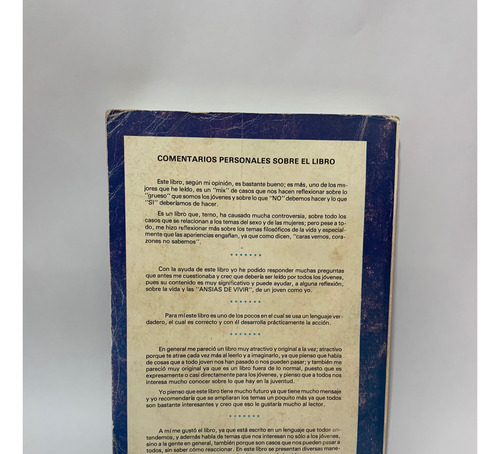 COMENTARIOS PERSONALES SOBRE EL LIBRO
Este libro, según mi opinión, es bastante bueno; es más, uno de los me-
jores que he leído, es un "mix" de casos que nos hacen reflexionar sobre lo
"grueso" que somos los jóvenes y sobre lo que "NO" debemos hacer y lo que
"SI" deberíamos de hacer.
Es un libro que, temo, ha causado mucha controversia, sobre todo los
casos que se relacionan a los temas del sexo y de las mujeres; pero pese a to-
do, me hizo reflexionar más sobre los temas filosóficos de la vida y especial-
mente que las apariencias engañan, ya que como dicen, "caras vemos, cora-
zones no sabemos".
Con la ayuda de este libro yo he podido responder muchas preguntas
que antes me cuestionaba y creo que debería ser leído por todos los jóvenes,
pues su contenido es muy significativo y puede ayudar, a alguna reflexión,
sobre la vida y las "ANSIAS DE VIVIR", de un joven como yo.
Para mí este libro es uno de los pocos en el cual se usa un lenguaje ver-
dadero, el cual es correcto y con él desarrolla prácticamente la acción.
En general me pareció un libro muy atractivo y original a la vez; atractivo
porque te atrae cada vez más al leerlo y a imaginarlo, ya que pienso que habla
de cosas que a todo joven nos han pasado o nos pueden pasar; y también me
pareció muy original ya que es un libro fuera de lo normal, puesto que es
expresamente o casi directamente para los jóvenes, y pienso que a todos nos
interesa mucho conocer sobre lo que hay en la juventud.
Yo pienso que este libro tiene mucho futuro ya que tiene mucho mensaje
y yo recomendaría que se ampliaran los temas un poquito más ya que todos
son bastante interesantes y creo que eso le gustaría mucho al lector.
A mí me gustó el libro, ya que está escrito en un lenguaje que todos en-
tendemos, y además habla de temas que nos interesan no sólo a los jóvenes,
sino a la gente en general, también porque son casos que nos pueden pasar a
todos, sin saber cómo reaccionar. En este libro se presentan diversas mane-